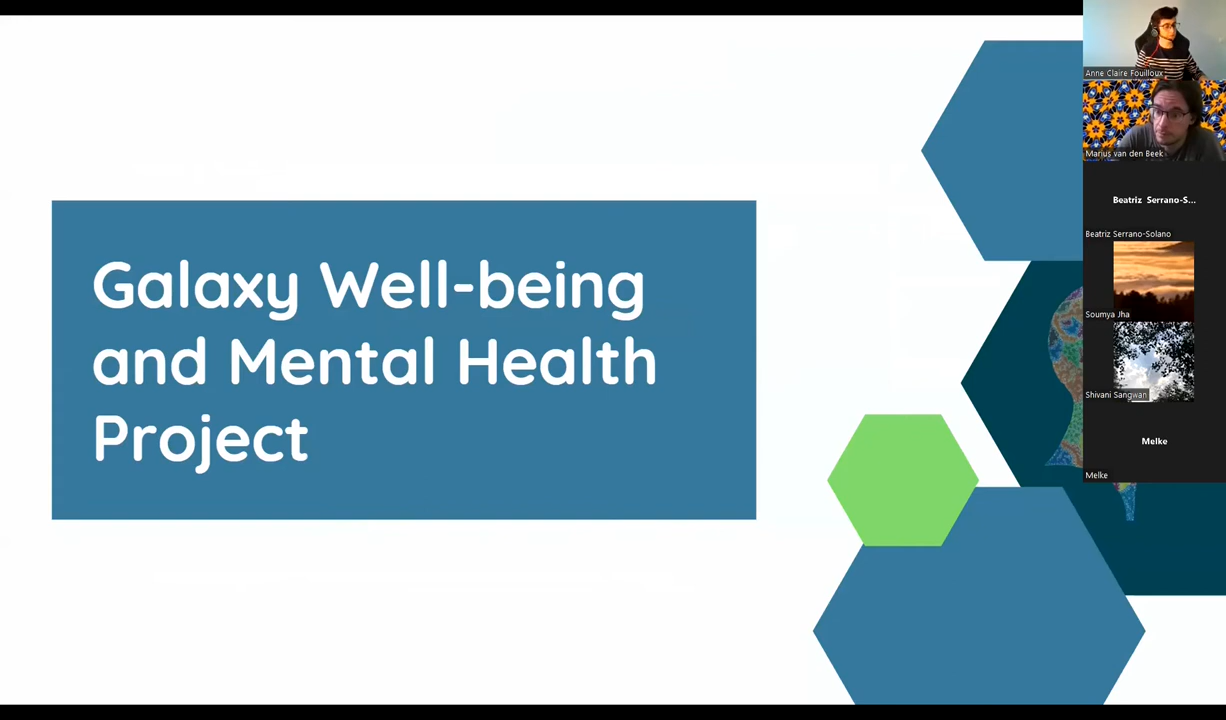 Galaxy Well-being
and Mental Health
Project
Anne Claire Fouilloux
Marius van den Beek
Beatriz Serrano-S...
Beatriz Serrano-Solano
Soumya Jha
Shivani Sangwan
Melke
Melke